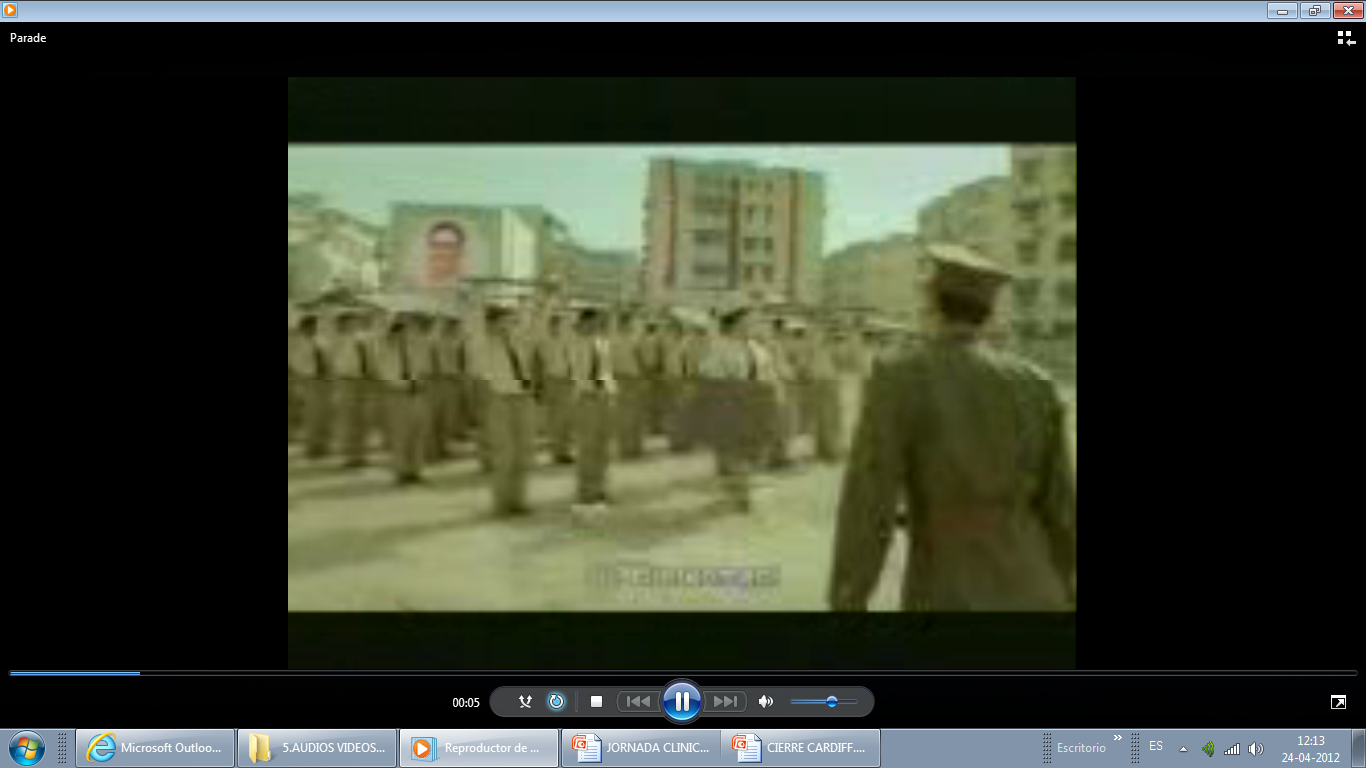 Parade
00:05
Microsoft Outloo...
5.AUDIOS VIDEOS...
Reproductor de ...
JORNADA CLINIC...
CIERRE CARDIFF....
Escritorio
ES
12:13
24-04-2012